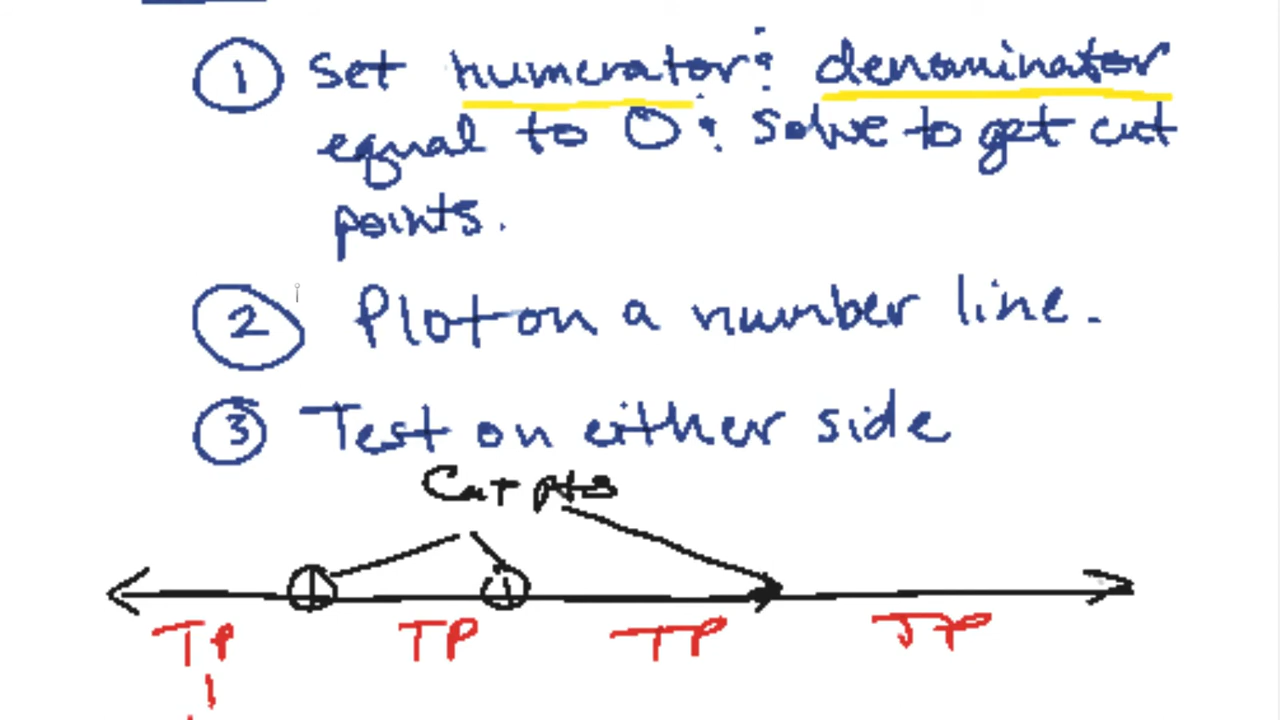 ① Set numerator & denominator
equal to 0 & solve to get cut
points.
② Plot on a number line.
③ Test on either side
Cut pts
TP TP TP TP